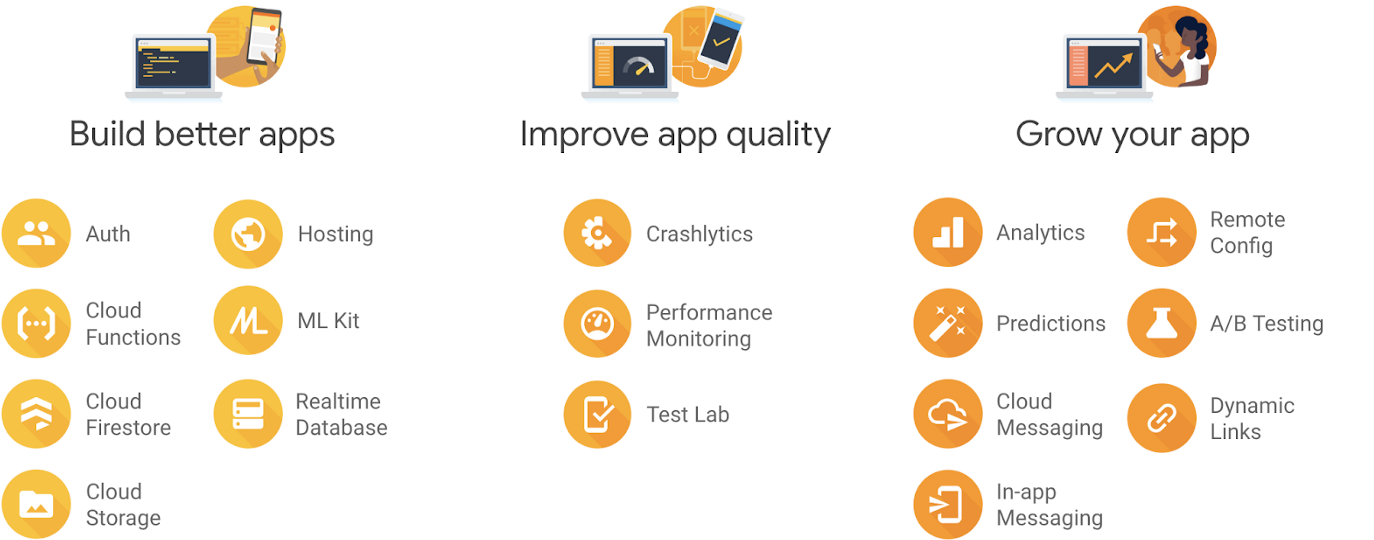 Build better apps
Auth
Hosting
Cloud
Functions
ML Kit
Cloud
Firestore
Realtime
Database
Cloud
Storage
Improve app quality
Crashlytics
Performance
Monitoring
Test Lab
Grow your app
Analytics
Remote
Config
Predictions
A/B Testing
Cloud
Messaging
Dynamic
Links
In-app
Messaging